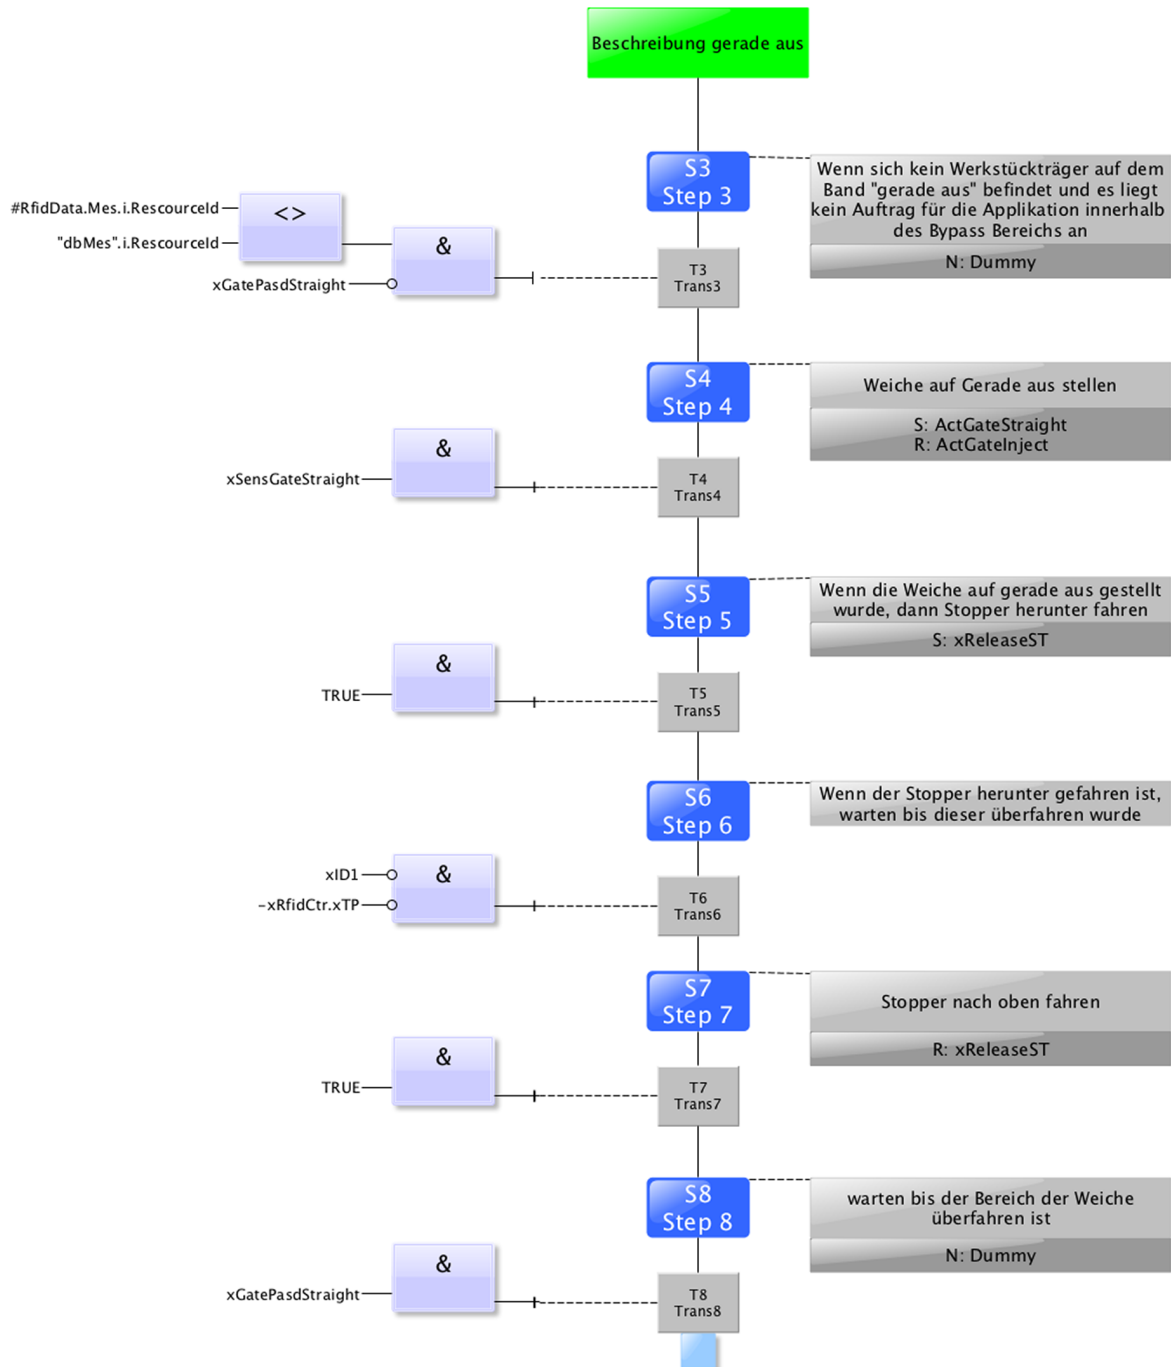 Beschreibung gerade aus
S3
Step 3
Wenn sich kein Werkstückträger auf dem
Band "gerade aus" befindet und es liegt
kein Auftrag für die Applikation innerhalb
des Bypass Bereichs an
N: Dummy
#RfidData.Mes.i.RescourceId
<>
"dbMes".i.RescourceId
&
xGatePasdStraight
T3
Trans3
S4
Step 4
Weiche auf Gerade aus stellen
S: ActGateStraight
R: ActGateInject
&
xSensGateStraight
T4
Trans4
S5
Step 5
Wenn die Weiche auf gerade aus gestellt
wurde, dann Stopper herunter fahren
S: xReleaseST
&
TRUE
T5
Trans5
S6
Step 6
Wenn der Stopper herunter gefahren ist,
warten bis dieser überfahren wurde
xID1
&
-xRfidCtr.xTP
T6
Trans6
S7
Step 7
Stopper nach oben fahren
R: xReleaseST
&
TRUE
T7
Trans7
S8
Step 8
warten bis der Bereich der Weiche
überfahren ist
N: Dummy
&
xGatePasdStraight
T8
Trans8